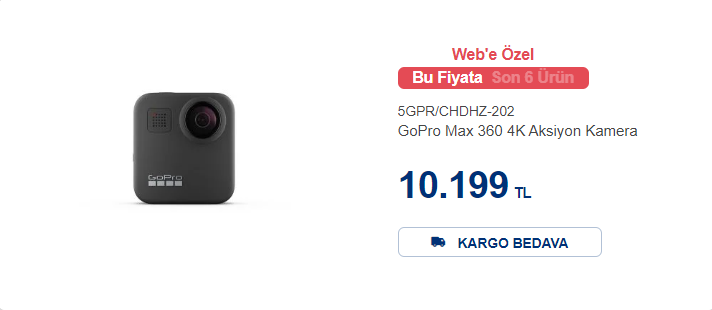 Web'e Özel
Bu Fiyata Son 6 Ürün
5GPR/CHDHZ-202
GoPro Max 360 4K Aksiyon Kamera
GoPro
10.199 TL
KARGO BEDAVA